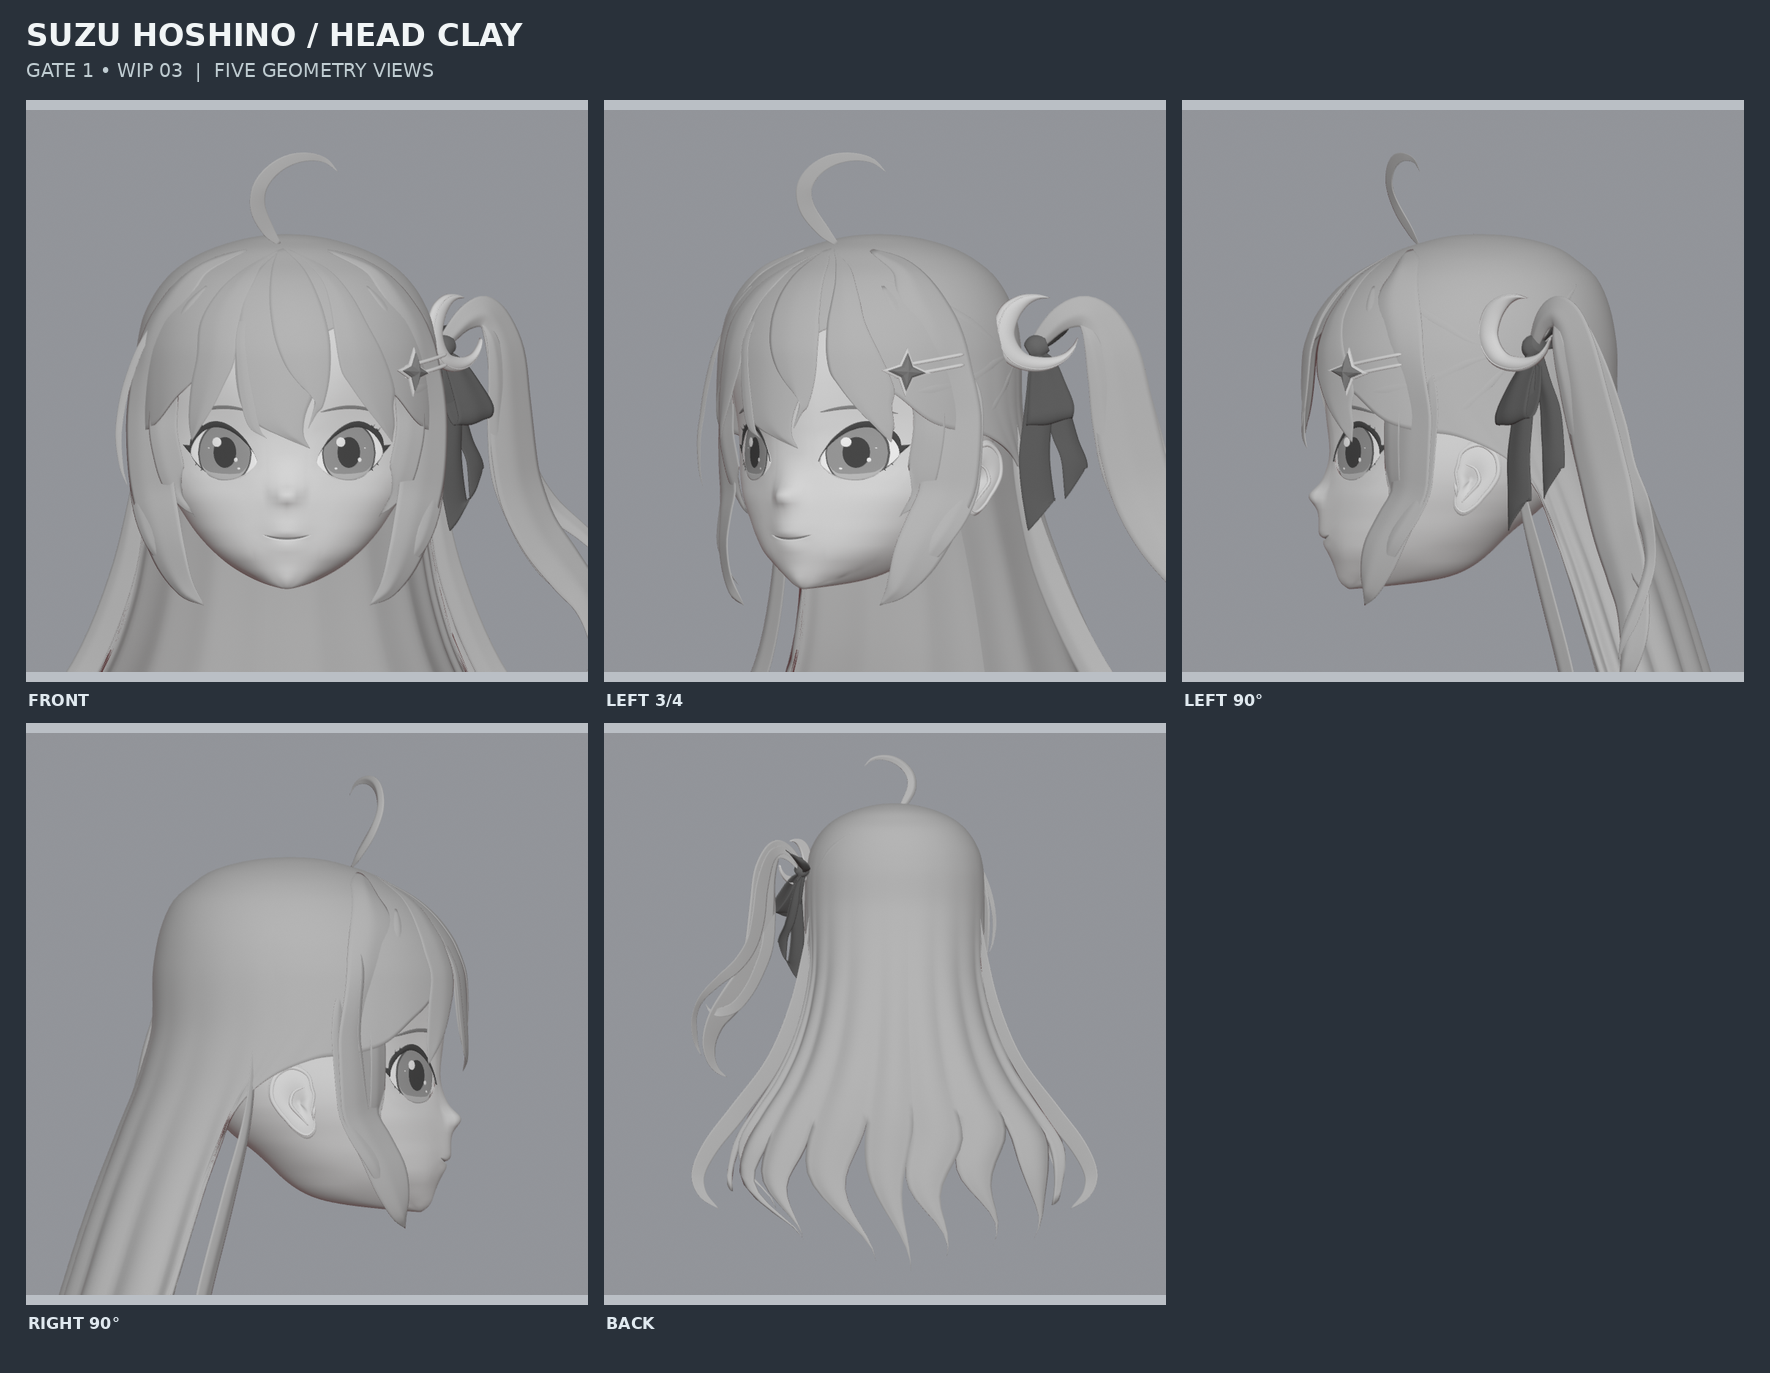 SUZU HOSHINO / HEAD CLAY
GATE 1 • WIP 03 | FIVE GEOMETRY VIEWS
FRONT
LEFT 3/4
LEFT 90°
RIGHT 90°
BACK